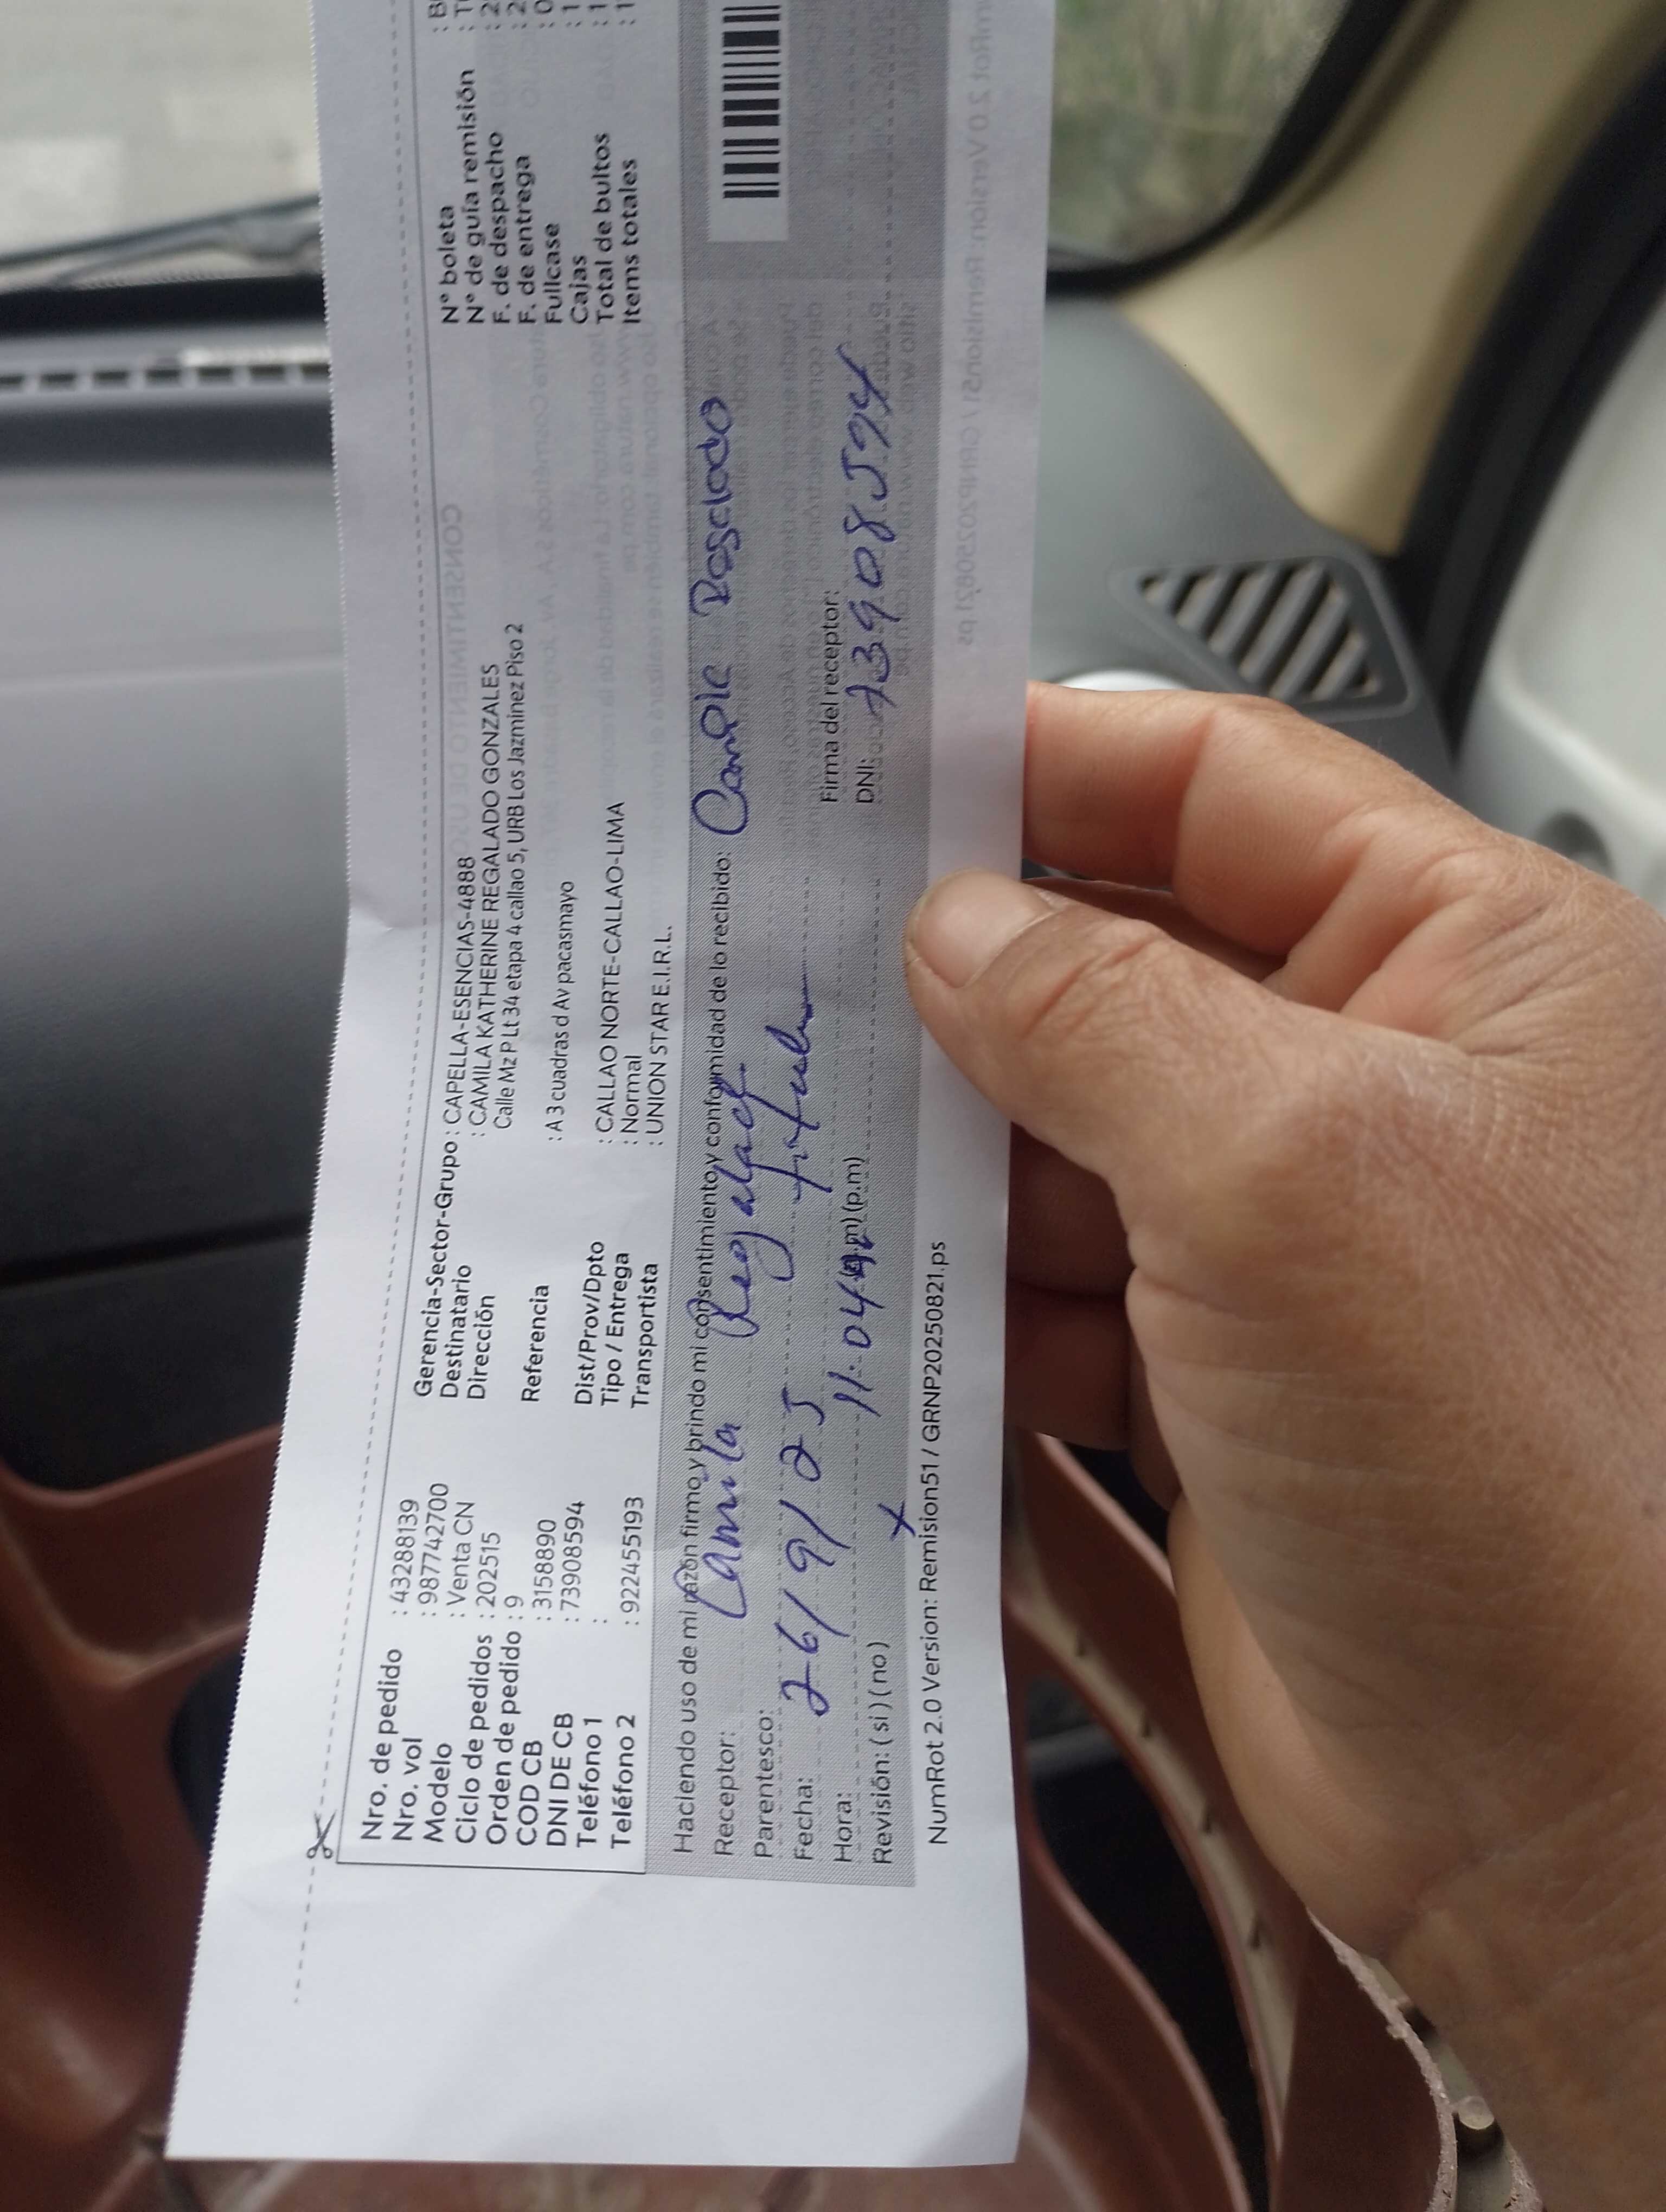 Nro. de pedido : 43288139
Nro. vol : 987742700
Modelo : Venta CN
Ciclo de pedidos : 202515
Orden de pedido : 9
COD CB : 3158890
DNI DE CB : 73908594
Teléfono 1 :
Teléfono 2 : 922455193
Gerencia-Sector-Grupo : CAPELLA-ESENCIAS-4888
Destinatario : CAMILA KATHERINE REGALADO GONZALES
Dirección Calle Mz P Lt 34 etapa 4 callao 5, URB Los Jazminez Piso 2
Referencia : A 3 cuadras d Av pacasmayo
Dist/Prov/Dpto : CALLAO NORTE-CALLAO-LIMA
Tipo / Entrega : Normal
Transportista : UNION STAR E.I.R.L.
N° boleta
N° de guía remisión
F. de despacho
F. de entrega
Fullcase
Cajas
Total de bultos
Items totales
Haciendo uso de mi razón firmo y brindo mi consentimiento y conformidad de lo recibido:
Receptor: Camila Regalado
Parentesco: titular
Fecha: 26/9/25
Hora: 11:04 (a.m) (p.m)
Revisión: ( si ) ( no ) x
Firma del receptor:
DNI: 73908594
NumRot 2.0 Version: Remision51 / GRNP20250821.ps